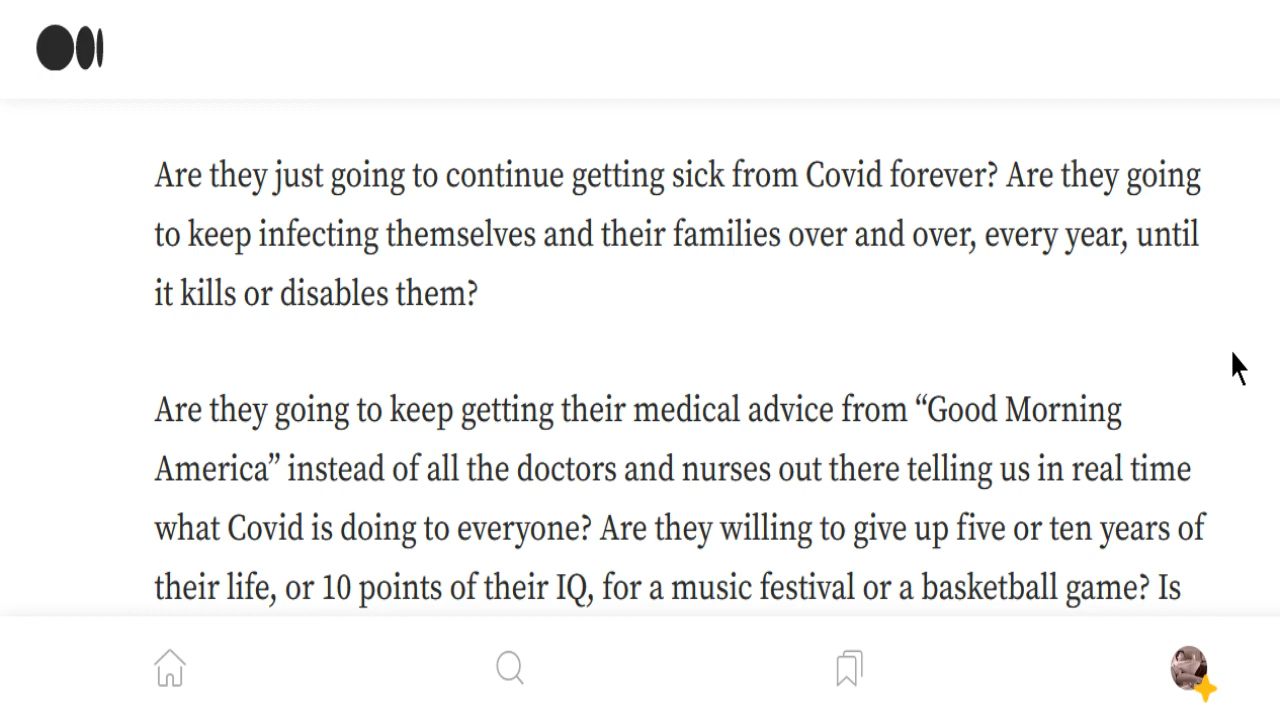 Are they just going to continue getting sick from Covid forever? Are they going
to keep infecting themselves and their families over and over, every year, until
it kills or disables them?
Are they going to keep getting their medical advice from “Good Morning
America” instead of all the doctors and nurses out there telling us in real time
what Covid is doing to everyone? Are they willing to give up five or ten years of
their life, or 10 points of their IQ, for a music festival or a basketball game? Is